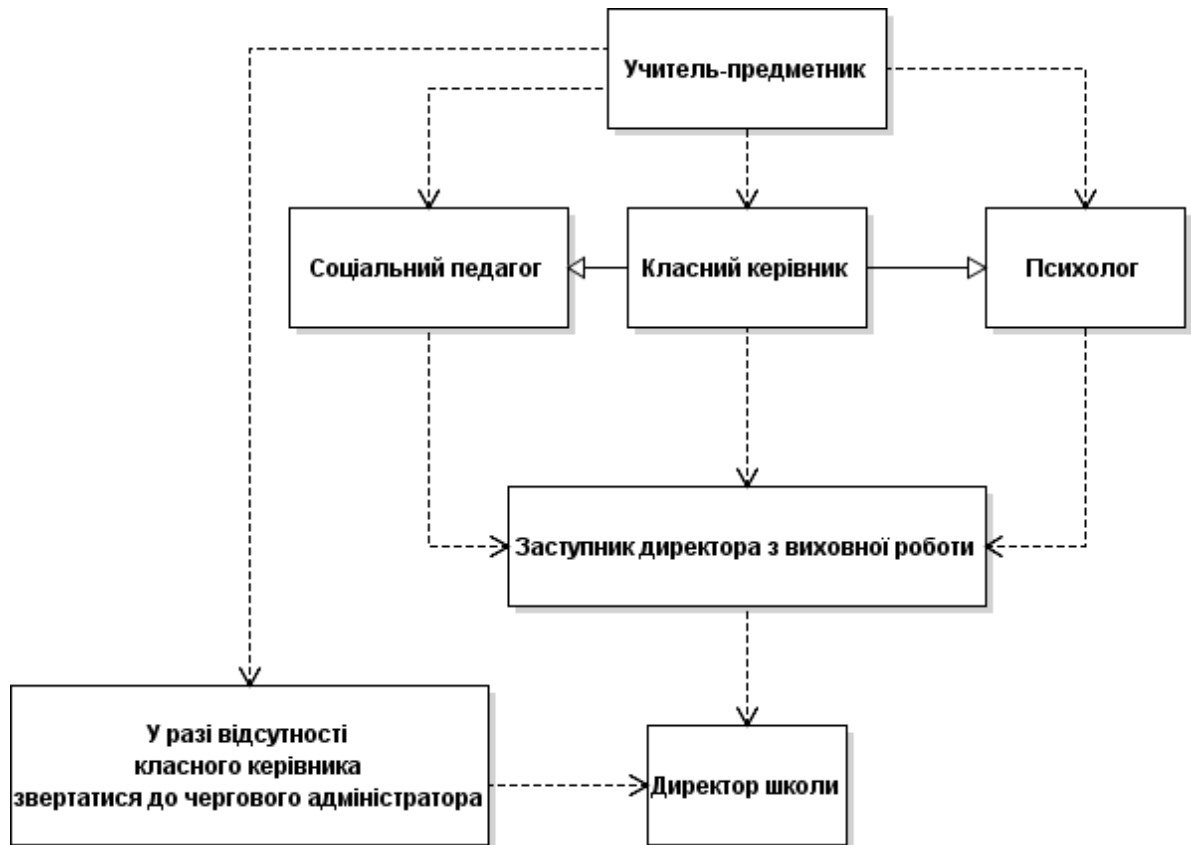 Учитель-предметник
Соціальний педагог
Класний керівник
Психолог
Заступник директора з виховної роботи
У разі відсутності
класного керівника
звертатися до чергового адміністратора
Директор школи